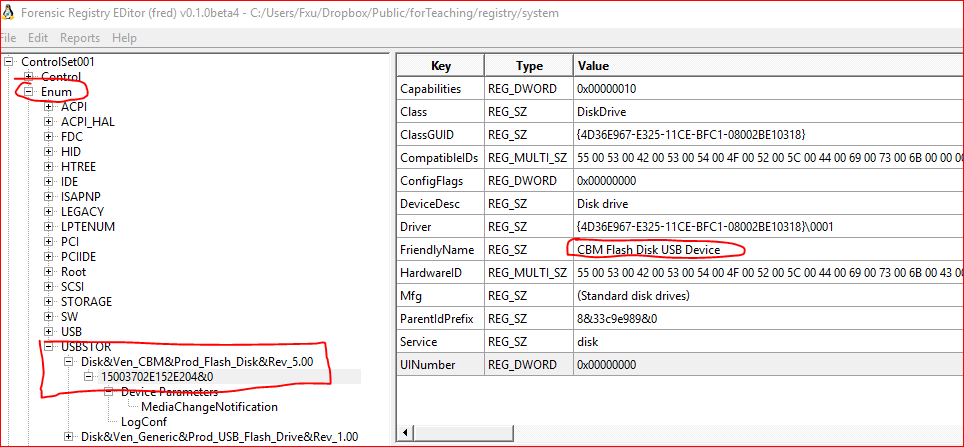 Forensic Registry EDitor (fred) v0.1.0beta4 - C:/Users/Fxu/Dropbox/Public/forTeaching/registry/system
File Edit Reports Help
ControlSet001
Control
Enum
ACPI
ACPI_HAL
FDC
HID
HTREE
IDE
ISAPNP
LEGACY
LPTENUM
PCI
PCIIDE
Root
SCSI
STORAGE
SW
USB
USBSTOR
Disk&Ven_CBM&Prod_Flash_Disk&Rev_5.00
15003702E152E204&0
Device Parameters
MediaChangeNotification
LogConf
Disk&Ven_Generic&Prod_USB_Flash_Drive&Rev_1.00
Key Type Value
Capabilities REG_DWORD 0x00000010
Class REG_SZ DiskDrive
ClassGUID REG_SZ {4D36E967-E325-11CE-BFC1-08002BE10318}
CompatibleIDs REG_MULTI_SZ 55 00 53 00 42 00 53 00 54 00 4F 00 52 00 5C 00 44 00 69 00 73 00 6B 00 00 00
ConfigFlags REG_DWORD 0x00000000
DeviceDesc REG_SZ Disk drive
Driver REG_SZ {4D36E967-E325-11CE-BFC1-08002BE10318}\0001
FriendlyName REG_SZ CBM Flash Disk USB Device
HardwareID REG_MULTI_SZ 55 00 53 00 42 00 53 00 54 00 4F 00 52 00 5C 00 44 00 69 00 73 00 6B 00 43 00
Mfg REG_SZ (Standard disk drives)
ParentIdPrefix REG_SZ 8&33c9e989&0
Service REG_SZ disk
UINumber REG_DWORD 0x00000000